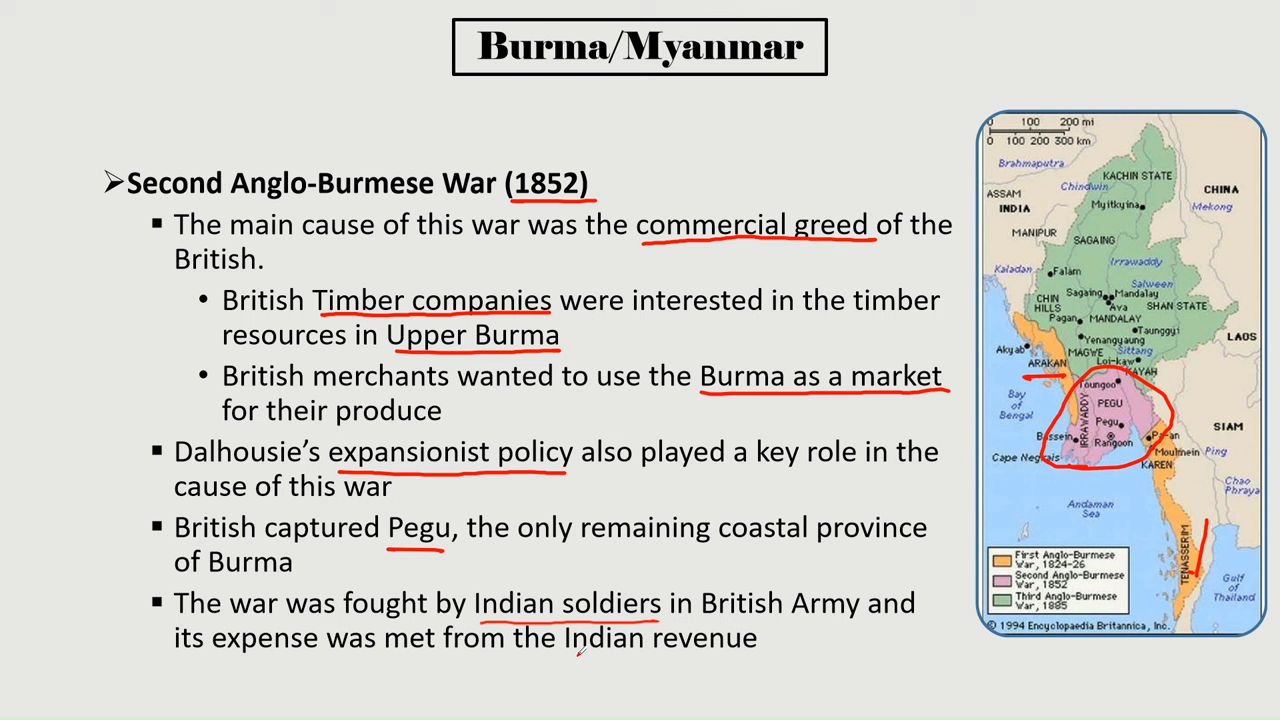 Burma/Myanmar
➢Second Anglo-Burmese War (1852)
▪ The main cause of this war was the commercial greed of the
British.
• British Timber companies were interested in the timber
resources in Upper Burma
• British merchants wanted to use the Burma as a market
for their produce
▪ Dalhousie’s expansionist policy also played a key role in the
cause of this war
▪ British captured Pegu, the only remaining coastal province
of Burma
▪ The war was fought by Indian soldiers in British Army and
its expense was met from the Indian revenue
0 100 200 mi
0 100 200 300 km
Brahmaputra
KACHIN STATE
ASSAM
Chindwin
CHINA
INDIA
Myitkyina
Mekong
MANIPUR
SAGAING
Kaladan
Falam
Irrawaddy
Salween
CHIN
HILLS
Sagaing
Mandalay
Ava
SHAN STATE
Pagan
MANDALAY
Taunggyi
Yenangyaung
LAOS
Akyab
MAGWE
Sittang
ARAKAN
Loi-kaw
KAYAH
Toungoo
Bay
of
Bengal
IRRAWADDY
PEGU
Pegu
SIAM
Bassein
Rangoon
Cape Negrais
Moulmein
Ping
KAREN
Chao
Phraya
Andaman
Sea
TENASSERIM
First Anglo-Burmese
War, 1824-26
Second Anglo-Burmese
War, 1852
Third Anglo-Burmese
War, 1885
Gulf
of
Thailand
© 1994 Encyclopaedia Britannica, Inc.